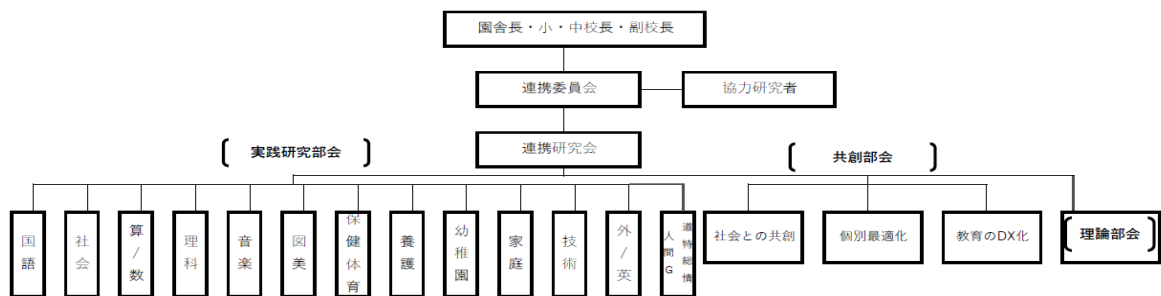 園舎長・小・中校長・副校長
連携委員会
協力研究者
連携研究会
【 実践研究部会 】
【 共創部会 】
国語
社会
算/数
理科
音楽
図美
保健体育
養護
幼稚園
家庭
技術
外/英
道特総情
人間G
社会との共創
個別最適化
教育のDX化
【理論部会】